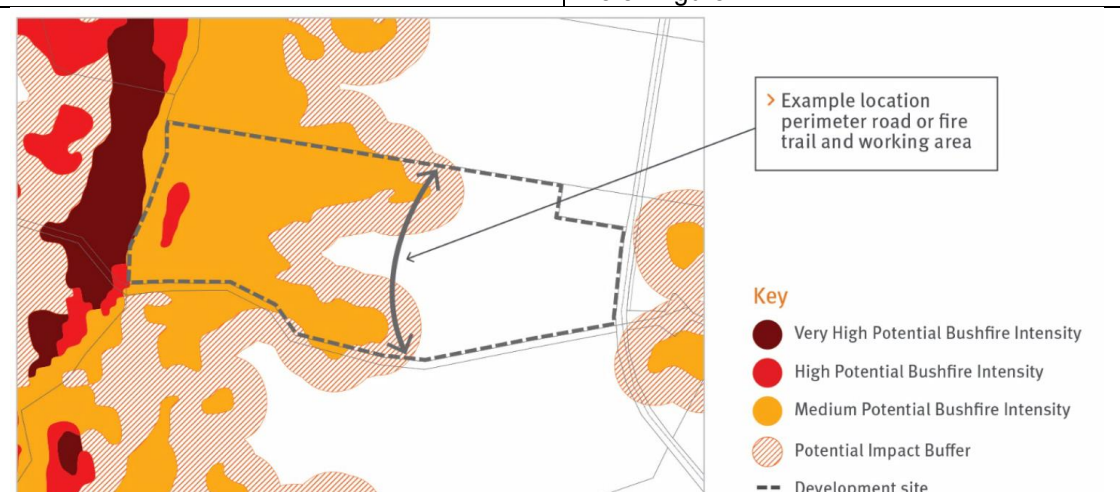 > Example location
perimeter road or fire
trail and working area
Key
Very High Potential Bushfire Intensity
High Potential Bushfire Intensity
Medium Potential Bushfire Intensity
Potential Impact Buffer
Development site